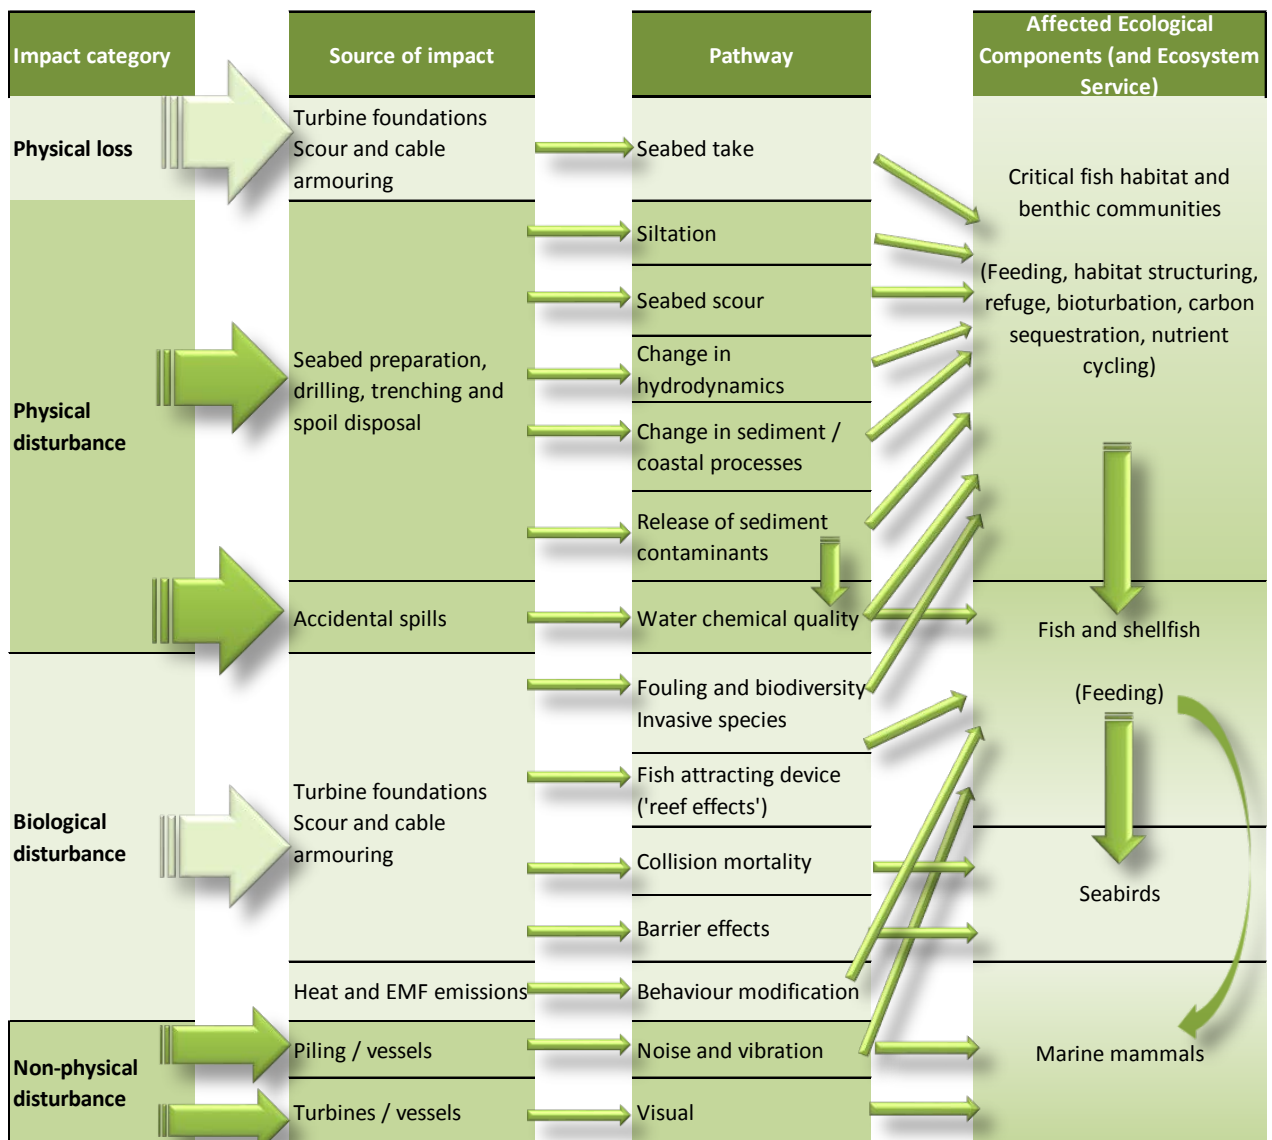 Impact category
Source of impact
Pathway
Affected Ecological
Components (and Ecosystem
Service)
Physical loss
Turbine foundations
Scour and cable
armouring
Seabed take
Critical fish habitat and
benthic communities
(Feeding, habitat structuring,
refuge, bioturbation, carbon
sequestration, nutrient
cycling)
Physical
disturbance
Seabed preparation,
drilling, trenching and
spoil disposal
Siltation
Seabed scour
Change in
hydrodynamics
Change in sediment /
coastal processes
Release of sediment
contaminants
Accidental spills
Water chemical quality
Fish and shellfish
(Feeding)
Biological
disturbance
Turbine foundations
Scour and cable
armouring
Fouling and biodiversity
Invasive species
Fish attracting device
('reef effects')
Collision mortality
Barrier effects
Seabirds
Heat and EMF emissions
Behaviour modification
Non-physical
disturbance
Piling / vessels
Noise and vibration
Marine mammals
Turbines / vessels
Visual